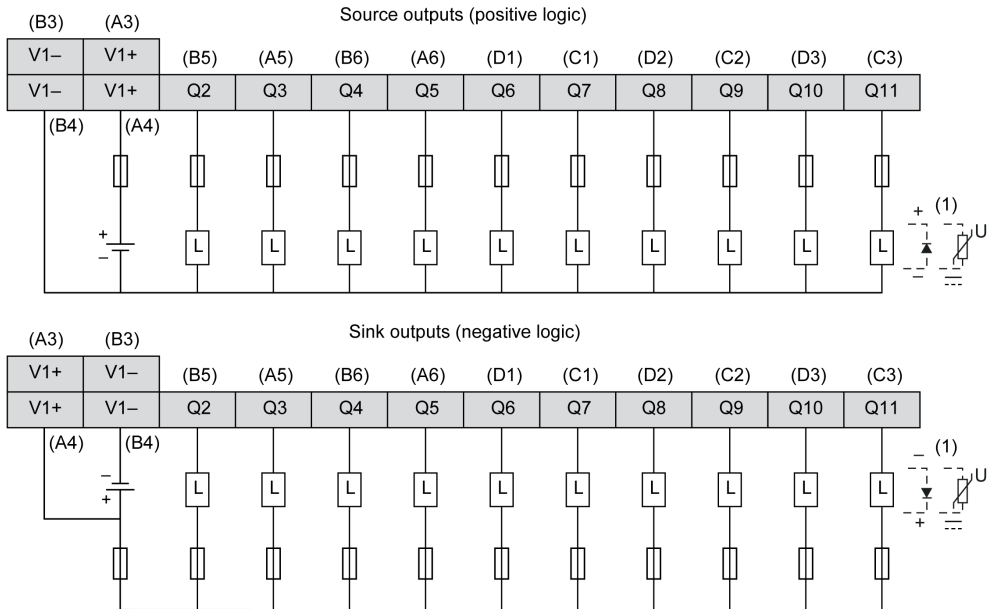 Source outputs (positive logic)
(B3) (A3)
V1– V1+ (B5) (A5) (B6) (A6) (D1) (C1) (D2) (C2) (D3) (C3)
V1– V1+ Q2 Q3 Q4 Q5 Q6 Q7 Q8 Q9 Q10 Q11
(B4) (A4)
+ (1)
+ L L L L L L L L L L U
–
–
Sink outputs (negative logic)
(A3) (B3)
V1+ V1– (B5) (A5) (B6) (A6) (D1) (C1) (D2) (C2) (D3) (C3)
V1+ V1– Q2 Q3 Q4 Q5 Q6 Q7 Q8 Q9 Q10 Q11
(A4) (B4)
– (1)
– L L L L L L L L L L U
+
+